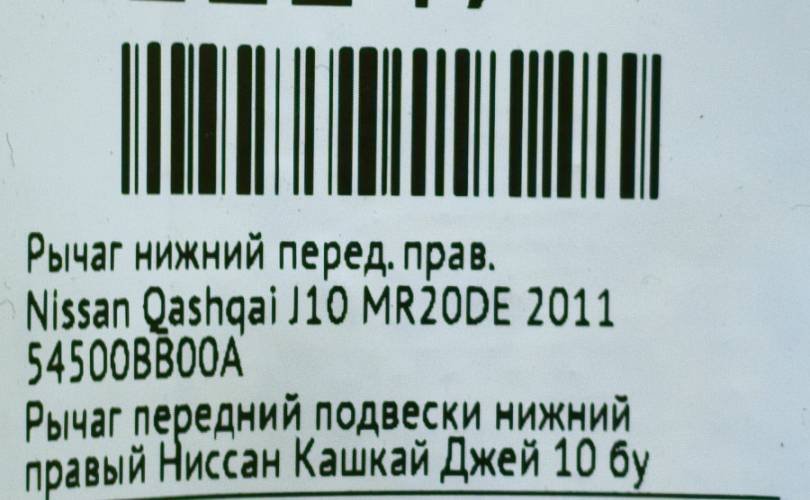 Рычаг нижний перед. прав.
Nissan Qashqai J10 MR20DE 2011
54500BB00A
Рычаг передний подвески нижний
правый Ниссан Кашкай Джей 10 бу